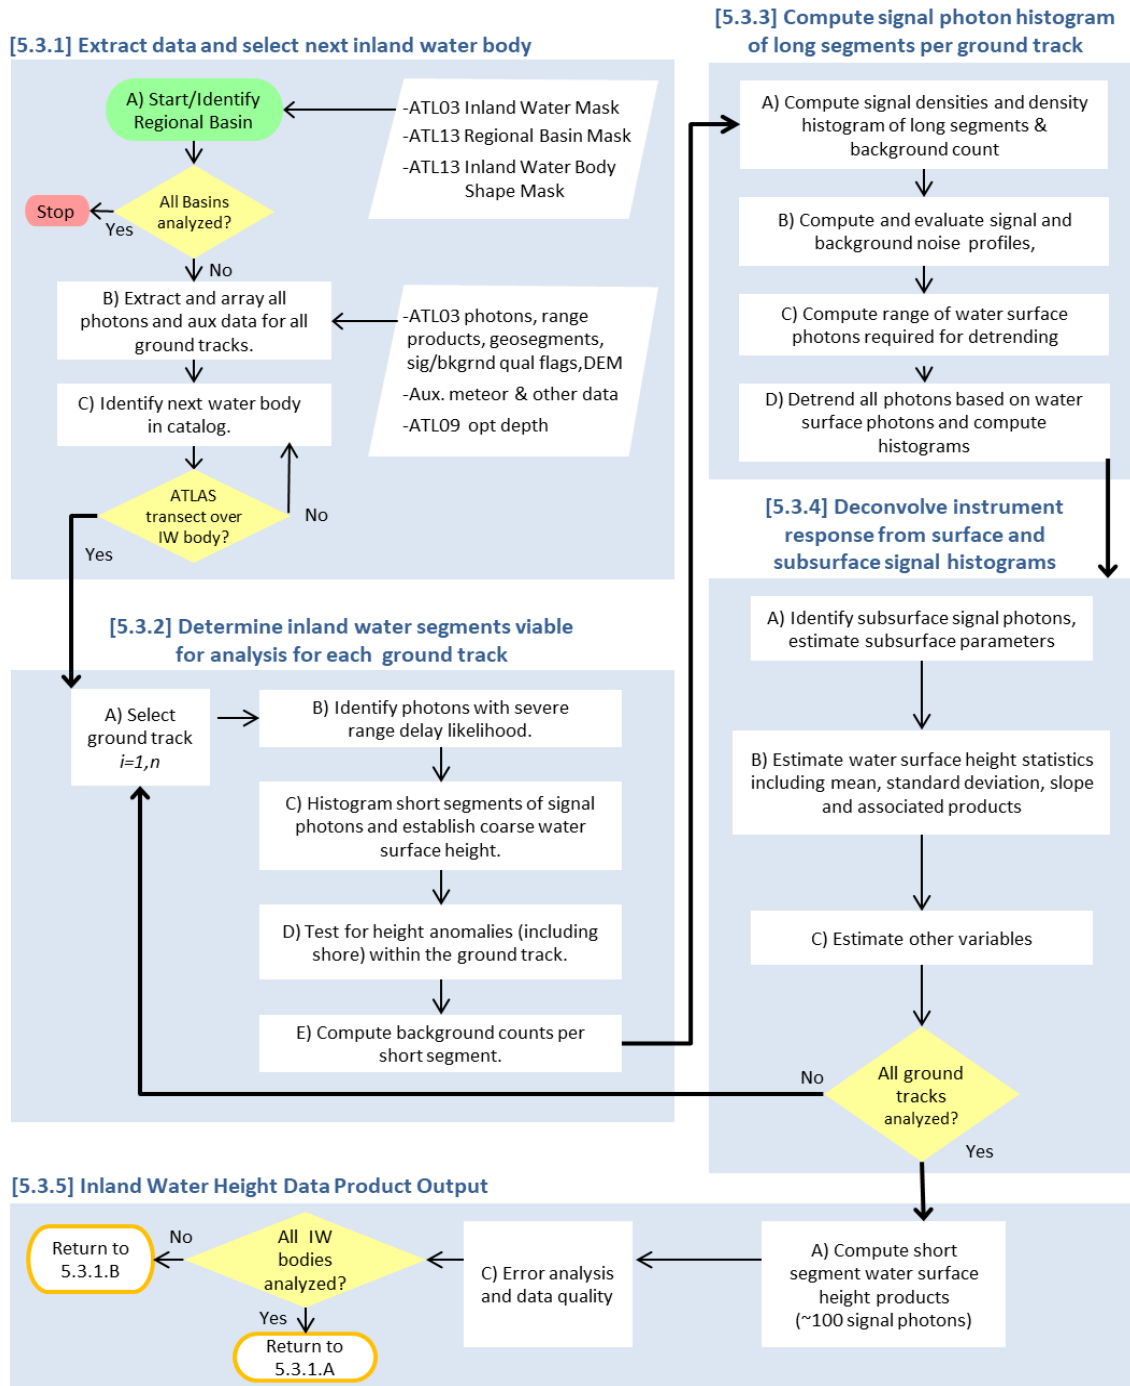 [5.3.1] Extract data and select next inland water body
A) Start/Identify
Regional Basin
-ATL03 Inland Water Mask
-ATL13 Regional Basin Mask
-ATL13 Inland Water Body
Shape Mask
All Basins
analyzed?
Stop
Yes
No
B) Extract and array all
photons and aux data for all
ground tracks.
-ATL03 photons, range
products, geosegments,
sig/bkgrnd qual flags,DEM
-Aux. meteor & other data
-ATL09 opt depth
C) Identify next water body
in catalog.
ATLAS
transect over
IW body?
No
Yes
[5.3.2] Determine inland water segments viable
for analysis for each ground track
A) Select
ground track
i=1,n
B) Identify photons with severe
range delay likelihood.
C) Histogram short segments of signal
photons and establish coarse water
surface height.
D) Test for height anomalies (including
shore) within the ground track.
E) Compute background counts per
short segment.
[5.3.3] Compute signal photon histogram
of long segments per ground track
A) Compute signal densities and density
histogram of long segments &
background count
B) Compute and evaluate signal and
background noise profiles,
C) Compute range of water surface
photons required for detrending
D) Detrend all photons based on water
surface photons and compute
histograms
[5.3.4] Deconvolve instrument
response from surface and
subsurface signal histograms
A) Identify subsurface signal photons,
estimate subsurface parameters
B) Estimate water surface height statistics
including mean, standard deviation, slope
and associated products
C) Estimate other variables
All ground
tracks
analyzed?
No
Yes
[5.3.5] Inland Water Height Data Product Output
A) Compute short
segment water surface
height products
(~100 signal photons)
C) Error analysis
and data quality
All IW
bodies
analyzed?
No
Return to
5.3.1.B
Yes
Return to
5.3.1.A